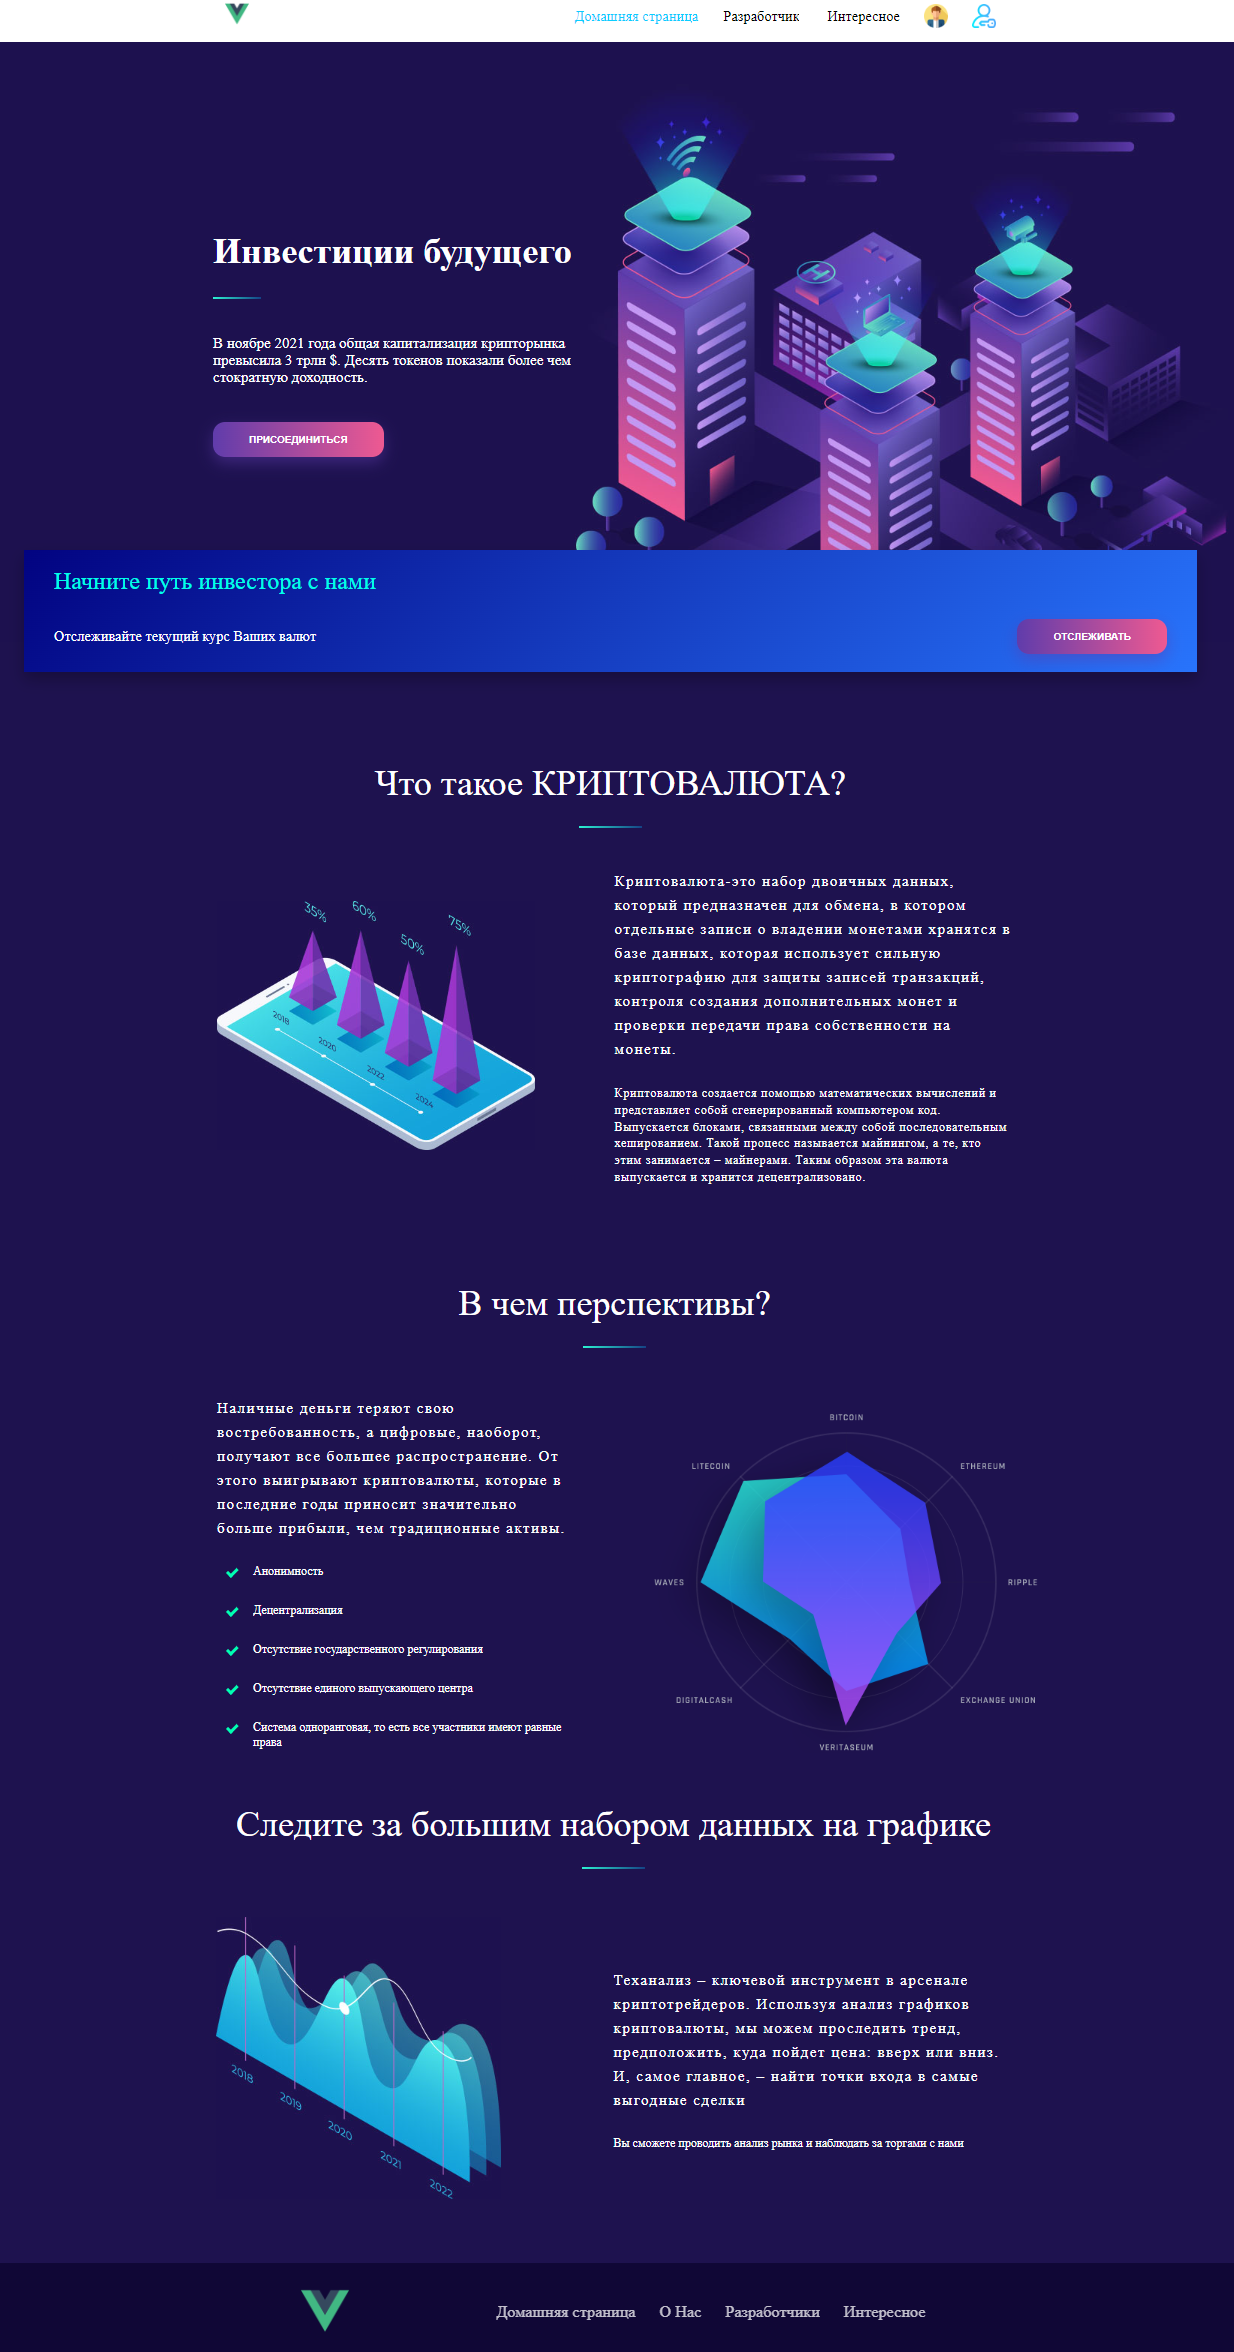 Домашняя страница Разработчик Интересное
Инвестиции будущего
В ноябре 2021 года общая капитализация крипторынка
превысила 3 трлн $. Десять токенов показали более чем
стократную доходность.
ПРИСОЕДИНИТЬСЯ
Начните путь инвестора с нами
Отслеживайте текущий курс Ваших валют
ОТСЛЕЖИВАТЬ
Что такое КРИПТОВАЛЮТА?
35%
60%
50%
75%
2018
2020
2022
2024
Криптовалюта-это набор двоичных данных,
который предназначен для обмена, в котором
отдельные записи о владении монетами хранятся в
базе данных, которая использует сильную
криптографию для защиты записей транзакций,
контроля создания дополнительных монет и
проверки передачи права собственности на
монеты.
Криптовалюта создается помощью математических вычислений и
представляет собой сгенерированный компьютером код.
Выпускается блоками, связанными между собой последовательным
хешированием. Такой процесс называется майнингом, а те, кто
этим занимается – майнерами. Таким образом эта валюта
выпускается и хранится децентрализовано.
В чем перспективы?
Наличные деньги теряют свою
востребованность, а цифровые, наоборот,
получают все большее распространение. От
этого выигрывают криптовалюты, которые в
последние годы приносит значительно
больше прибыли, чем традиционные активы.
Анонимность
Децентрализация
Отсутствие государственного регулирования
Отсутствие единого выпускающего центра
Система одноранговая, то есть все участники имеют равные
права
BITCOIN
LITECOIN
ETHEREUM
WAVES
RIPPLE
DIGITALCASH
EXCHANGE UNION
VERITASEUM
Следите за большим набором данных на графике
2018
2019
2020
2021
2022
Теханализ – ключевой инструмент в арсенале
криптотрейдеров. Используя анализ графиков
криптовалюты, мы можем проследить тренд,
предположить, куда пойдет цена: вверх или вниз.
И, самое главное, – найти точки входа в самые
выгодные сделки
Вы сможете проводить анализ рынка и наблюдать за торгами с нами
Домашняя страница О Нас Разработчики Интересное